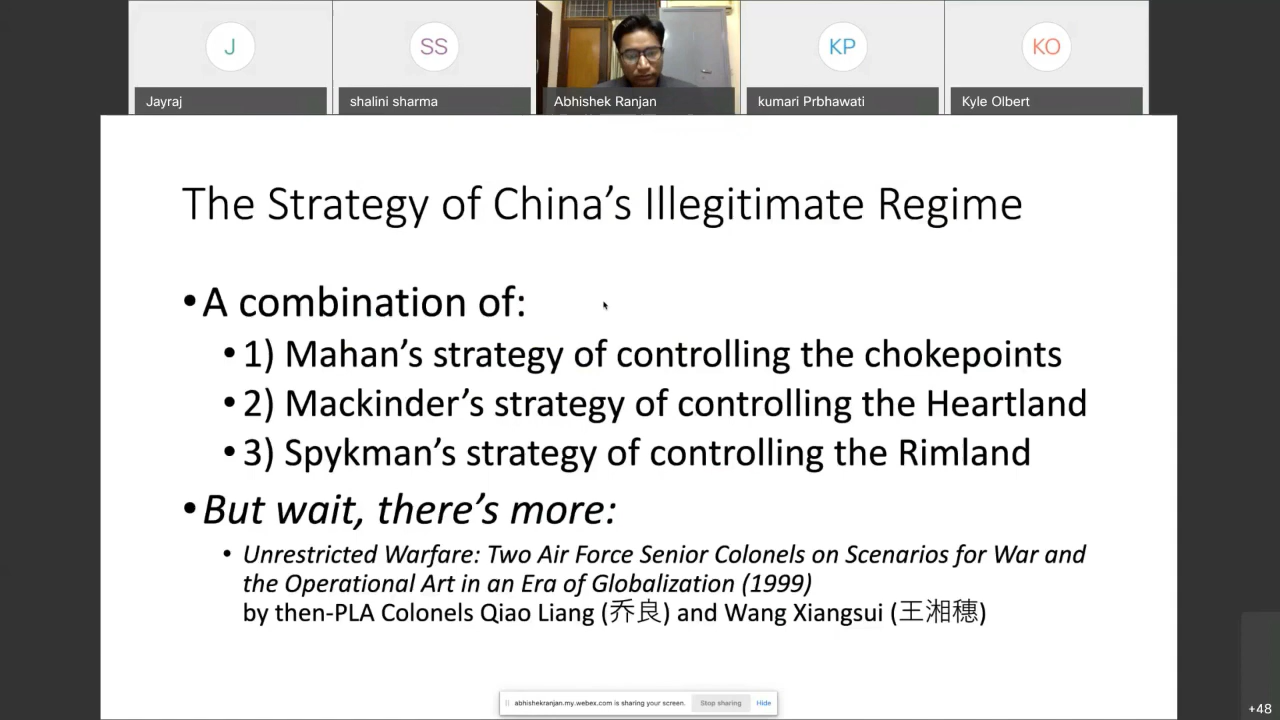 J
SS
KP
KO
Jayraj
shalini sharma
Abhishek Ranjan
kumari Prbhawati
Kyle Olbert
The Strategy of China’s Illegitimate Regime
•A combination of:
•1) Mahan’s strategy of controlling the chokepoints
•2) Mackinder’s strategy of controlling the Heartland
•3) Spykman’s strategy of controlling the Rimland
•But wait, there’s more:
• Unrestricted Warfare: Two Air Force Senior Colonels on Scenarios for War and
the Operational Art in an Era of Globalization (1999)
by then-PLA Colonels Qiao Liang (乔良) and Wang Xiangsui (王湘穗)
abhishekranjan.my.webex.com is sharing your screen. Stop sharing Hide
+48